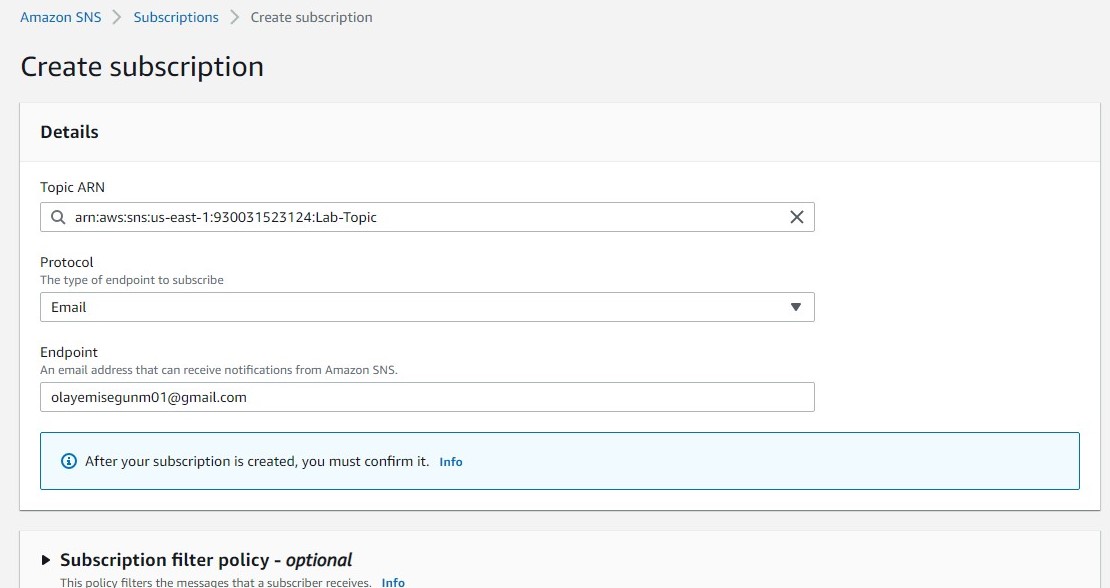 Amazon SNS > Subscriptions > Create subscription
Create subscription
Details
Topic ARN
arn:aws:sns:us-east-1:930031523124:Lab-Topic
Protocol
The type of endpoint to subscribe
Email
Endpoint
An email address that can receive notifications from Amazon SNS.
olayemisegunm01@gmail.com
After your subscription is created, you must confirm it. Info
Subscription filter policy - optional
This policy filters the messages that a subscriber receives. Info